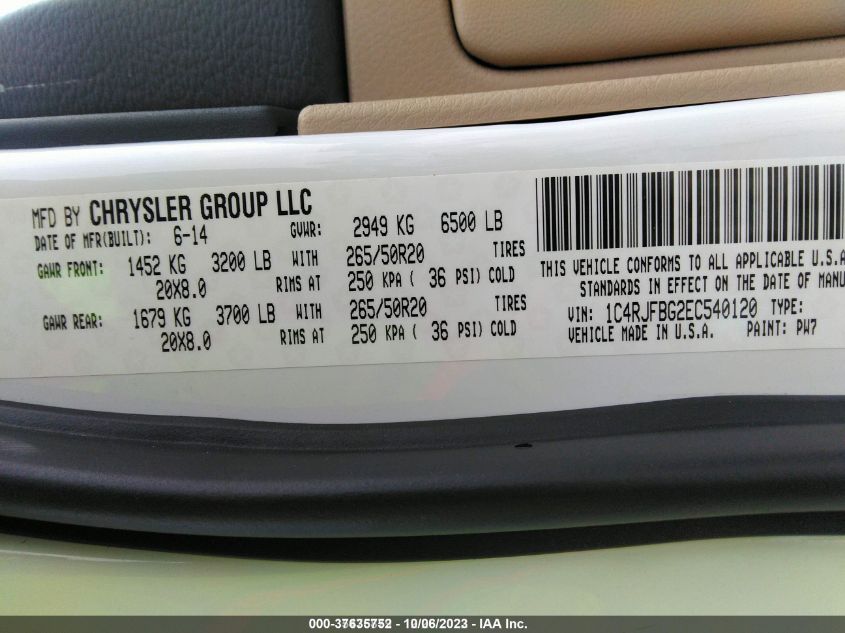 MFD BY CHRYSLER GROUP LLC
DATE OF MFR(BUILT): 6-14 GVWR: 2949 KG 6500 LB
GAWR FRONT: 1452 KG 3200 LB WITH 265/50R20 TIRES
20X8.0 RIMS AT 250 KPA ( 36 PSI) COLD
GAWR REAR: 1679 KG 3700 LB WITH 265/50R20 TIRES
20X8.0 RIMS AT 250 KPA ( 36 PSI) COLD
THIS VEHICLE CONFORMS TO ALL APPLICABLE U.S.A
STANDARDS IN EFFECT ON THE DATE OF MANU
VIN: 1C4RJFBG2EC540120 TYPE:
VEHICLE MADE IN U.S.A. PAINT: PW7
000-37635752 - 10/06/2023 - IAA Inc.